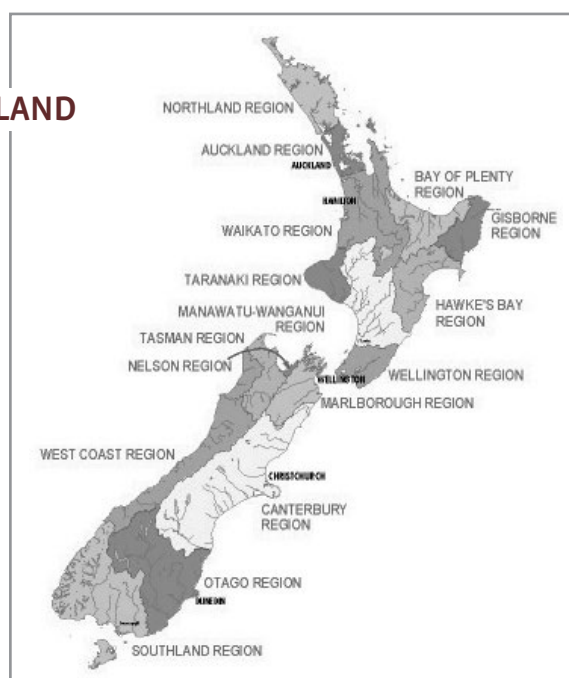 LAND
NORTHLAND REGION
AUCKLAND REGION
AUCKLAND
BAY OF PLENTY
REGION
HAMILTON
GISBORNE
REGION
WAIKATO REGION
TARANAKI REGION
HAWKE'S BAY
REGION
MANAWATU-WANGANUI
REGION
TASMAN REGION
NELSON REGION
WELLINGTON
WELLINGTON REGION
MARLBOROUGH REGION
WEST COAST REGION
CHRISTCHURCH
CANTERBURY
REGION
OTAGO REGION
DUNEDIN
SOUTHLAND REGION